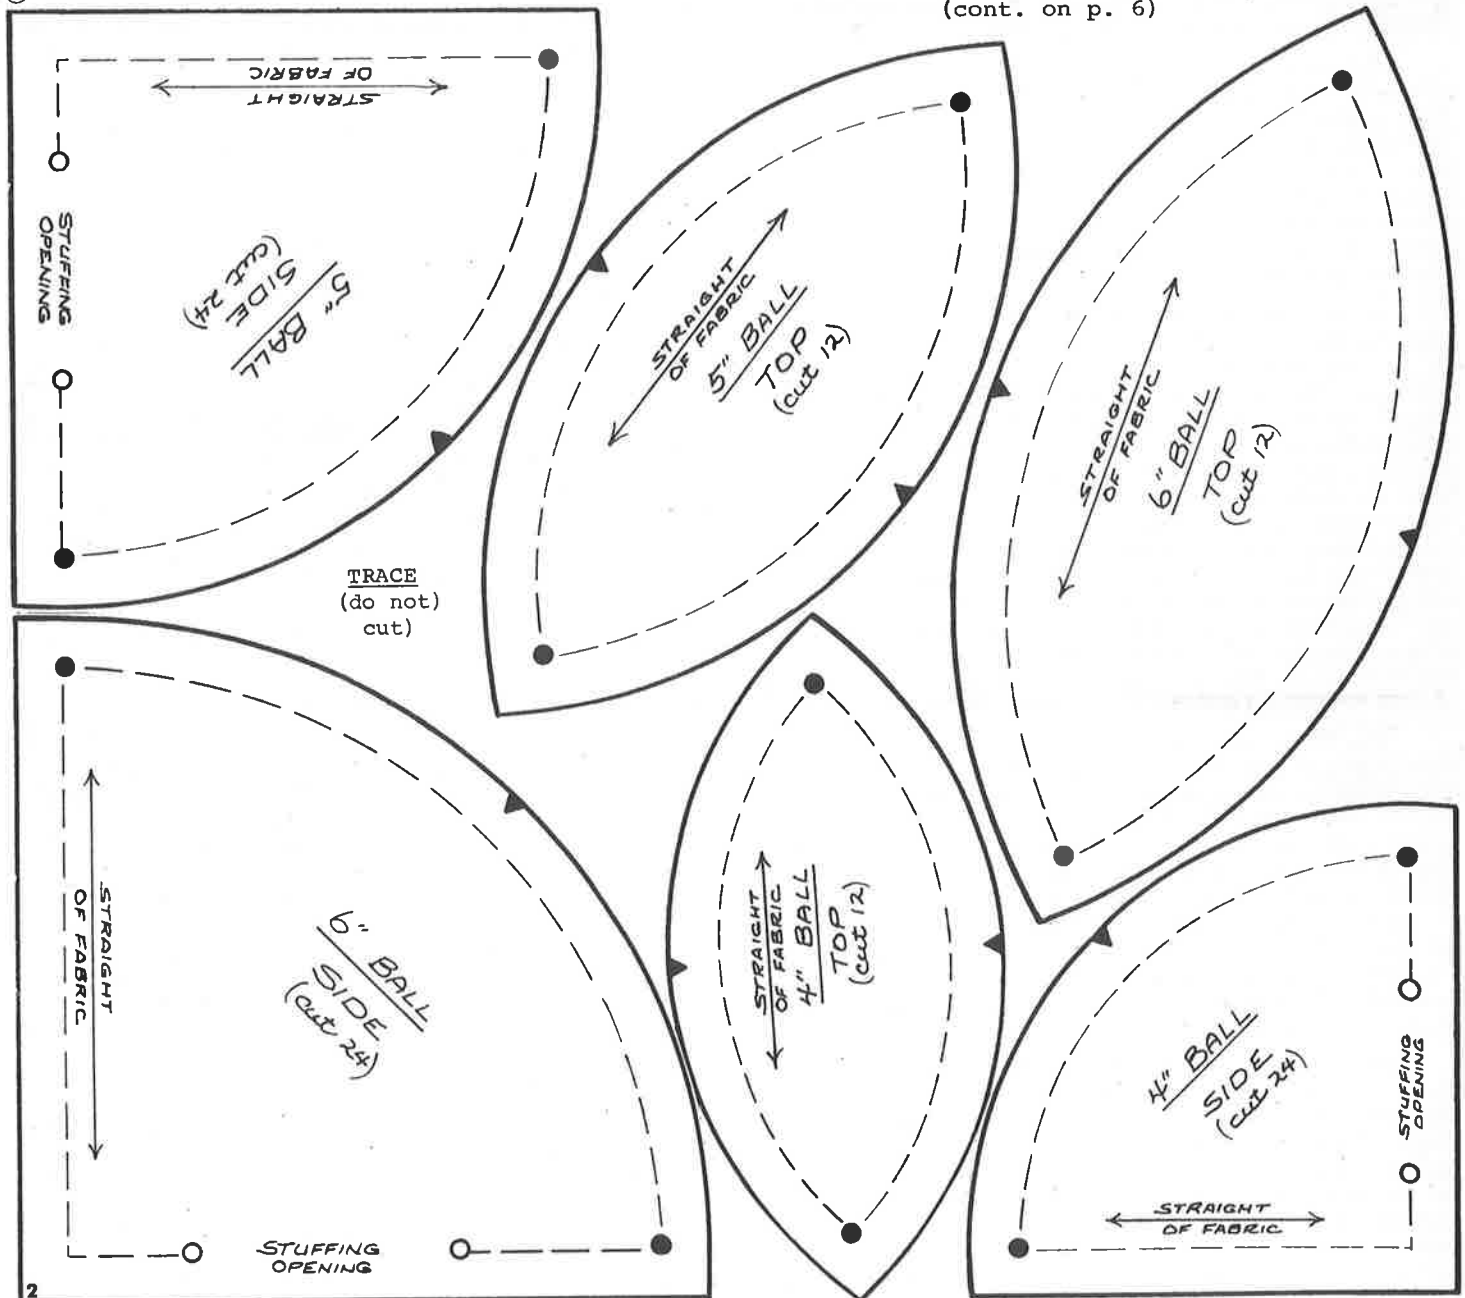 (cont. on p. 6)
STRAIGHT
OF FABRIC
STUFFING
OPENING
5" BALL
SIDE
(cut 24)
STRAIGHT
OF FABRIC
5" BALL
TOP
(cut 12)
STRAIGHT
OF FABRIC
6" BALL
TOP
(cut 12)
TRACE
(do not)
cut)
STRAIGHT
OF FABRIC
6" BALL
SIDE
(cut 24)
STUFFING
OPENING
STRAIGHT
OF FABRIC
4" BALL
TOP
(cut 12)
4" BALL
SIDE
(cut 24)
STUFFING
OPENING
STRAIGHT
OF FABRIC
2